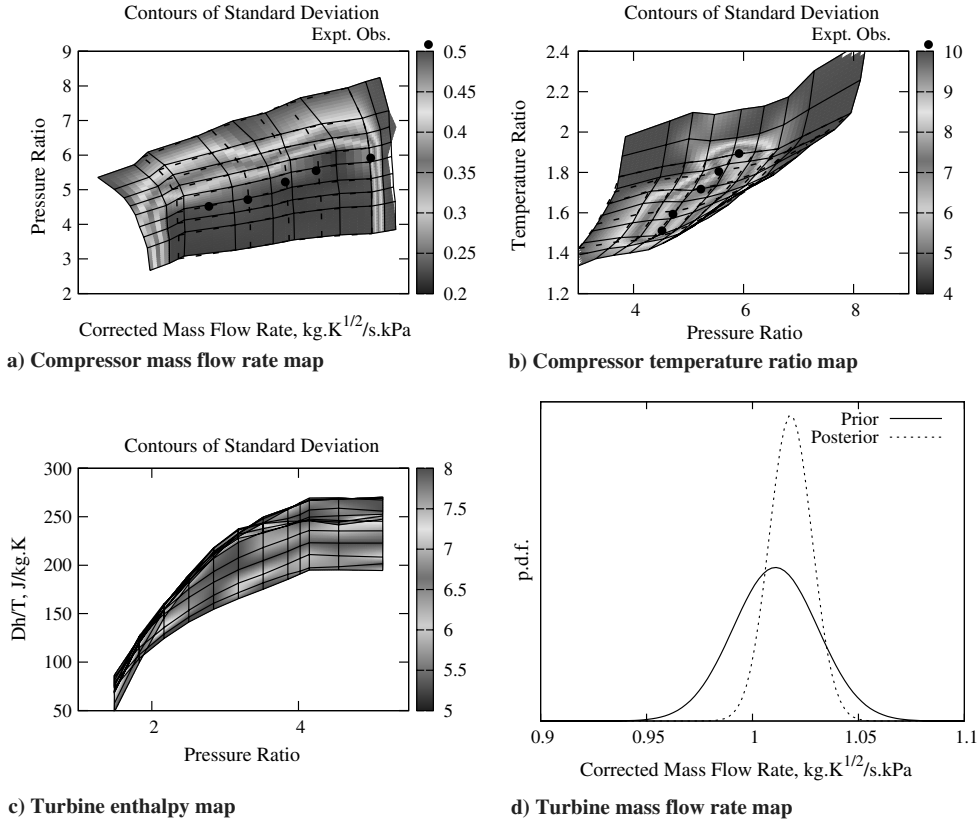 Contours of Standard Deviation
Expt. Obs.
9
8
7
6
5
4
3
2
Pressure Ratio
0.5
0.45
0.4
0.35
0.3
0.25
0.2
Corrected Mass Flow Rate, kg.K^1/2/s.kPa
a) Compressor mass flow rate map
Contours of Standard Deviation
Expt. Obs.
2.4
2.2
2
1.8
1.6
1.4
1.2
Temperature Ratio
4 6 8
10
9
8
7
6
5
4
Pressure Ratio
b) Compressor temperature ratio map
Contours of Standard Deviation
300
250
200
150
100
50
Dh/T, J/kg.K
2 4
8
7.5
7
6.5
6
5.5
5
Pressure Ratio
c) Turbine enthalpy map
Prior
Posterior
p.d.f.
0.9 0.95 1 1.05 1.1
Corrected Mass Flow Rate, kg.K^1/2/s.kPa
d) Turbine mass flow rate map